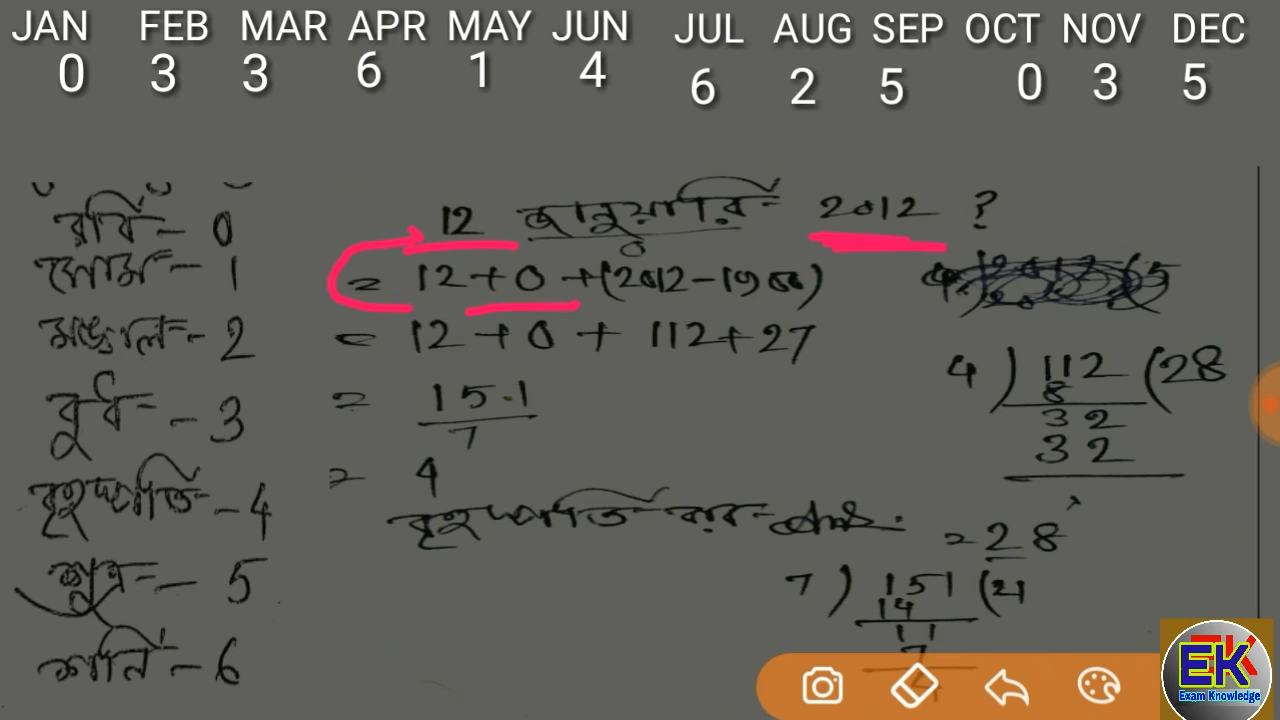 JAN FEB MAR APR MAY JUN JUL AUG SEP OCT NOV DEC
0 3 3 6 1 4 6 2 5 0 3 5
রবি - 0
সোম - 1
মঙ্গল - 2
বুধ - 3
বৃহস্পতি - 4
শুক্র - 5
শনি - 6
12 জানুয়ারি 2012 ?
0
= 12 + 0 + (2012 - 1900)
= 12 + 0 + 112 + 27
= 151
7
= 4
বৃহস্পতি বার Ans.
4 ) 112 ( 28
8
32
32
= 28
7 ) 151 ( 21
14
11
7
4
EK
Exam Knowledge